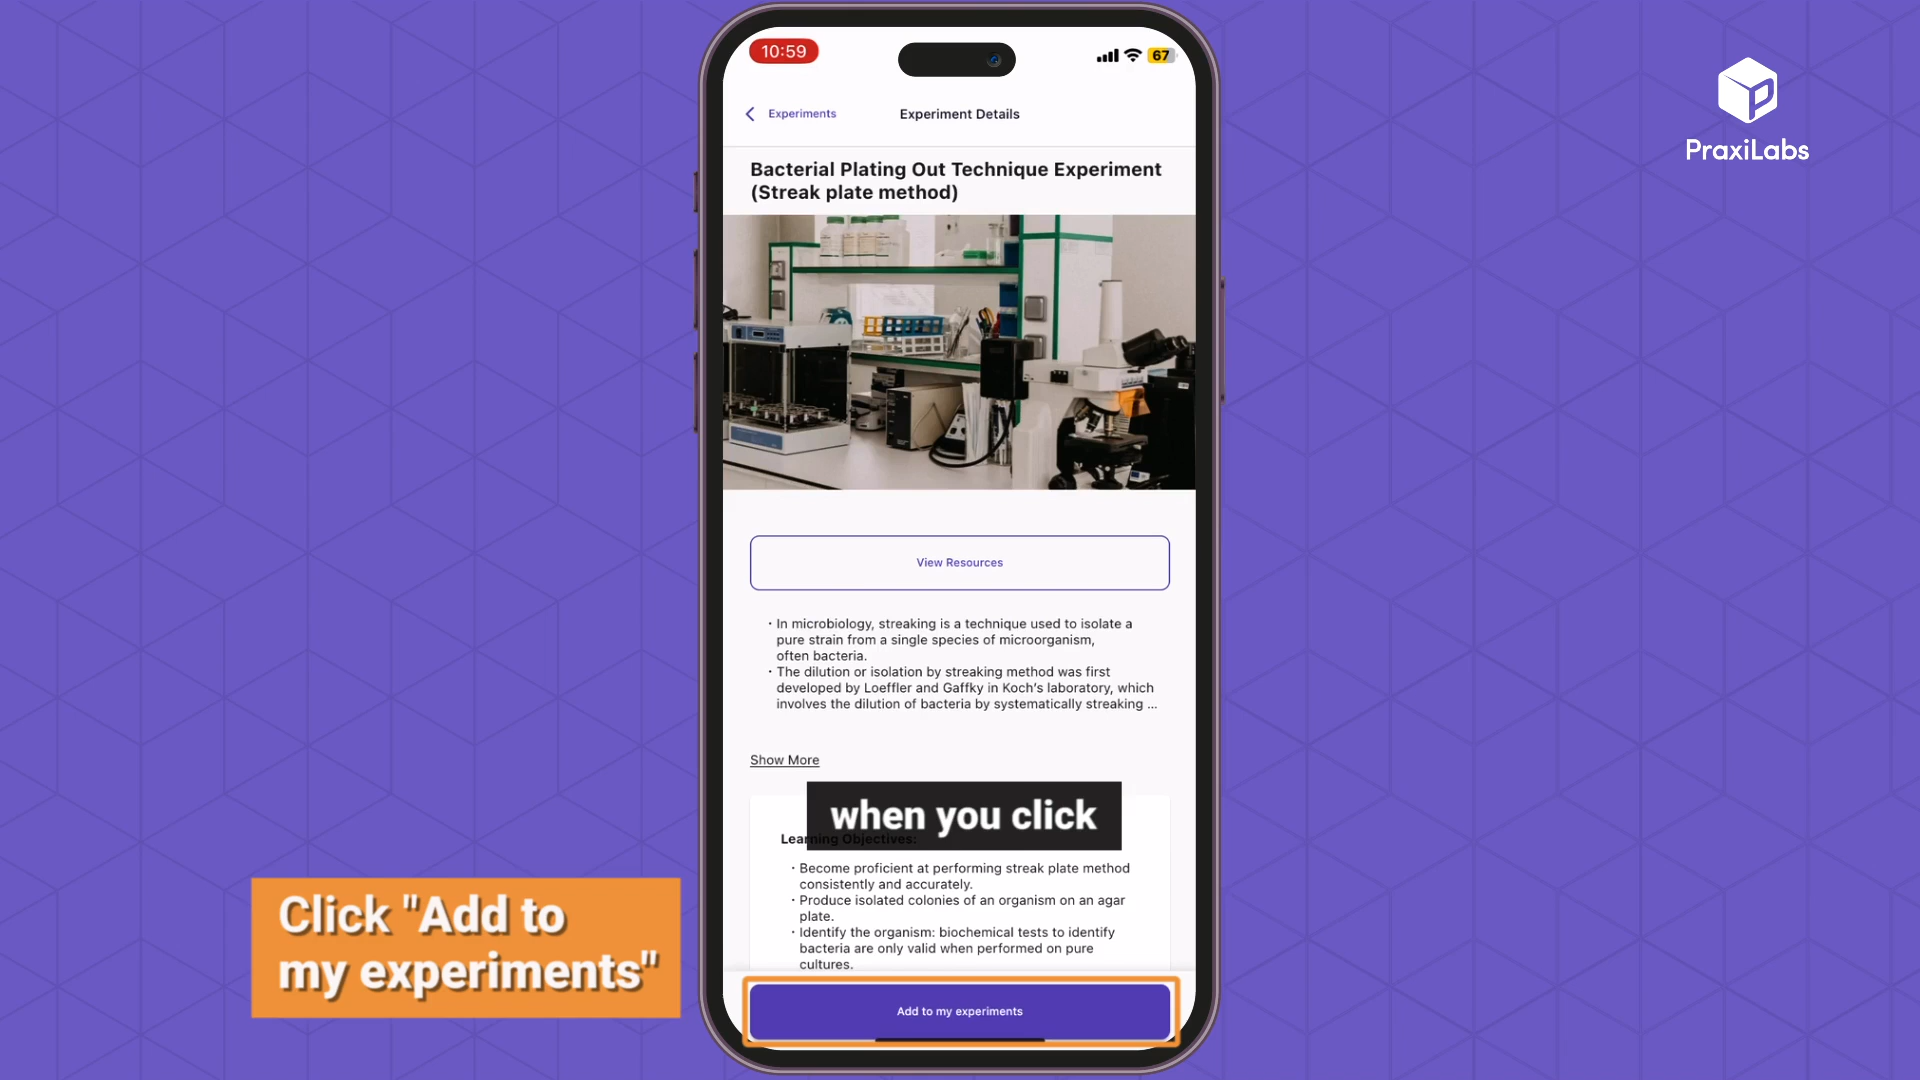 10:59
67
PraxiLabs
Experiments
Experiment Details
Bacterial Plating Out Technique Experiment
(Streak plate method)
View Resources
· In microbiology, streaking is a technique used to isolate a
pure strain from a single species of microorganism,
often bacteria.
· The dilution or isolation by streaking method was first
developed by Loeffler and Gaffky in Koch's laboratory, which
involves the dilution of bacteria by systematically streaking ...
Show More
when you click
Learning Objectives:
· Become proficient at performing streak plate method
consistently and accurately.
· Produce isolated colonies of an organism on an agar
plate.
· Identify the organism: biochemical tests to identify
bacteria are only valid when performed on pure
cultures.
Click "Add to
my experiments"
Add to my experiments